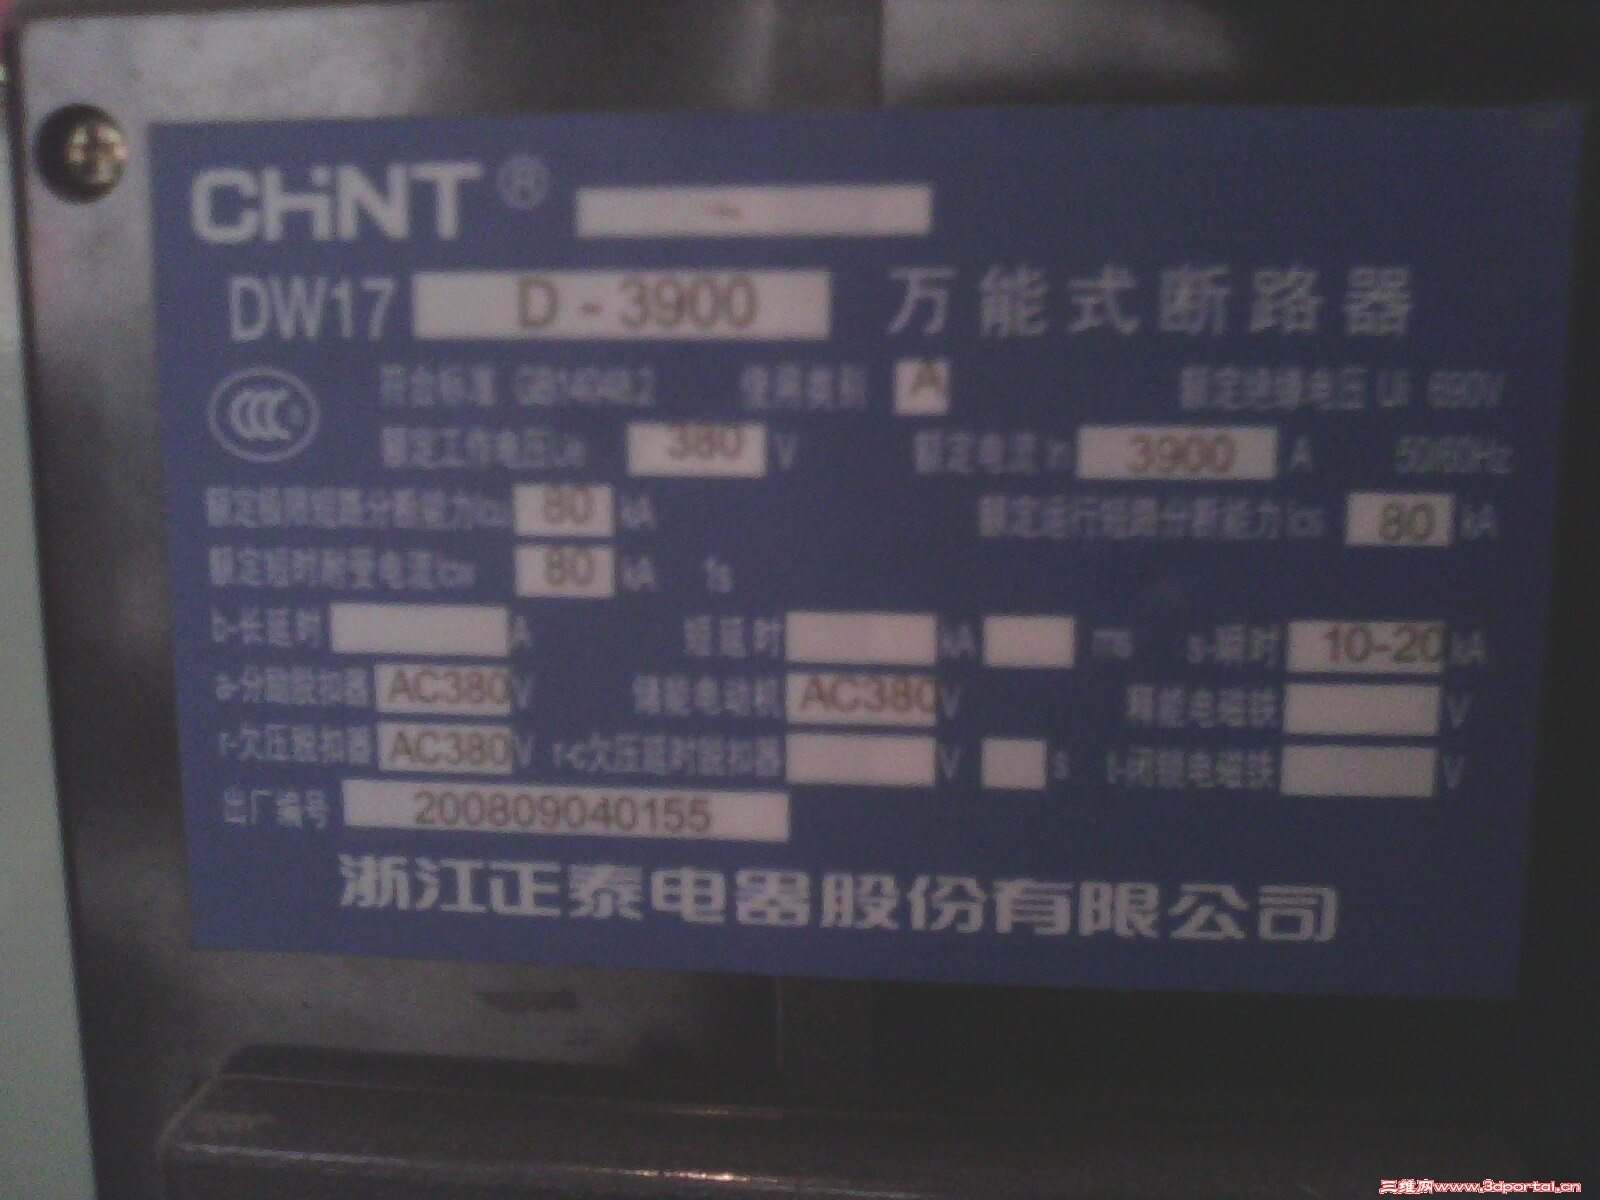 CHINT ® -
DW17 D - 3900 万能式断路器
CCC 符合标准 GB14048.2 使用类别 A 额定绝缘电压 Ui 690V
额定工作电压Ue 380 V 额定电流 In 3900 A 50/60Hz
额定极限短路分断能力Icu 80 kA 额定运行短路分断能力Ics 80 kA
额定短时耐受电流Icw 80 kA 1s
b-长延时 A 短延时 kA ms s-瞬时 10-20 kA
a-分励脱扣器 AC380 V 储能电动机 AC380 V 释能电磁铁 V
r-欠压脱扣器 AC380 V r-c欠压延时脱扣器 V s l-闭锁电磁铁 V
出厂编号 200809040155
浙江正泰电器股份有限公司
三维网www.3dportal.cn